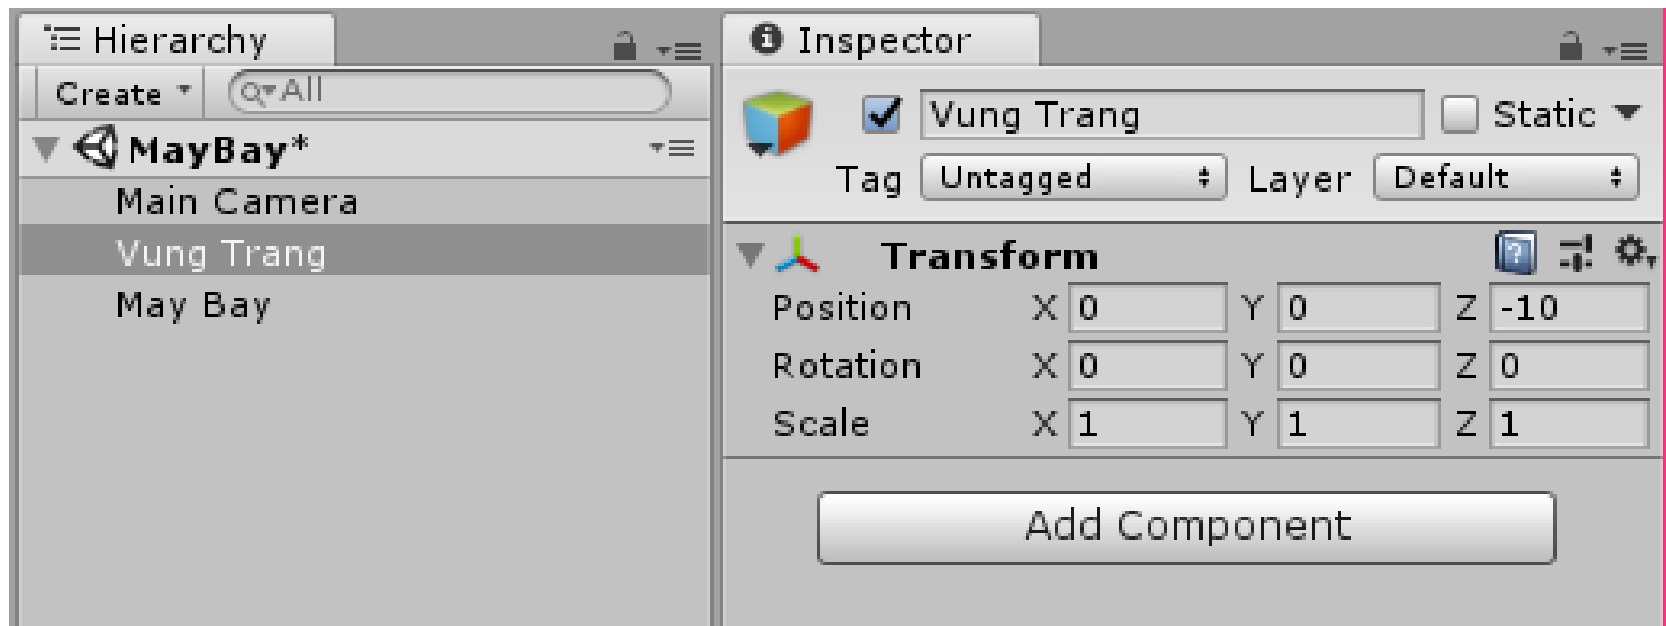 Hierarchy
Create
All
MayBay*
Main Camera
Vung Trang
May Bay
Inspector
Vung Trang Static
Tag Untagged Layer Default
Transform
Position X 0 Y 0 Z -10
Rotation X 0 Y 0 Z 0
Scale X 1 Y 1 Z 1
Add Component